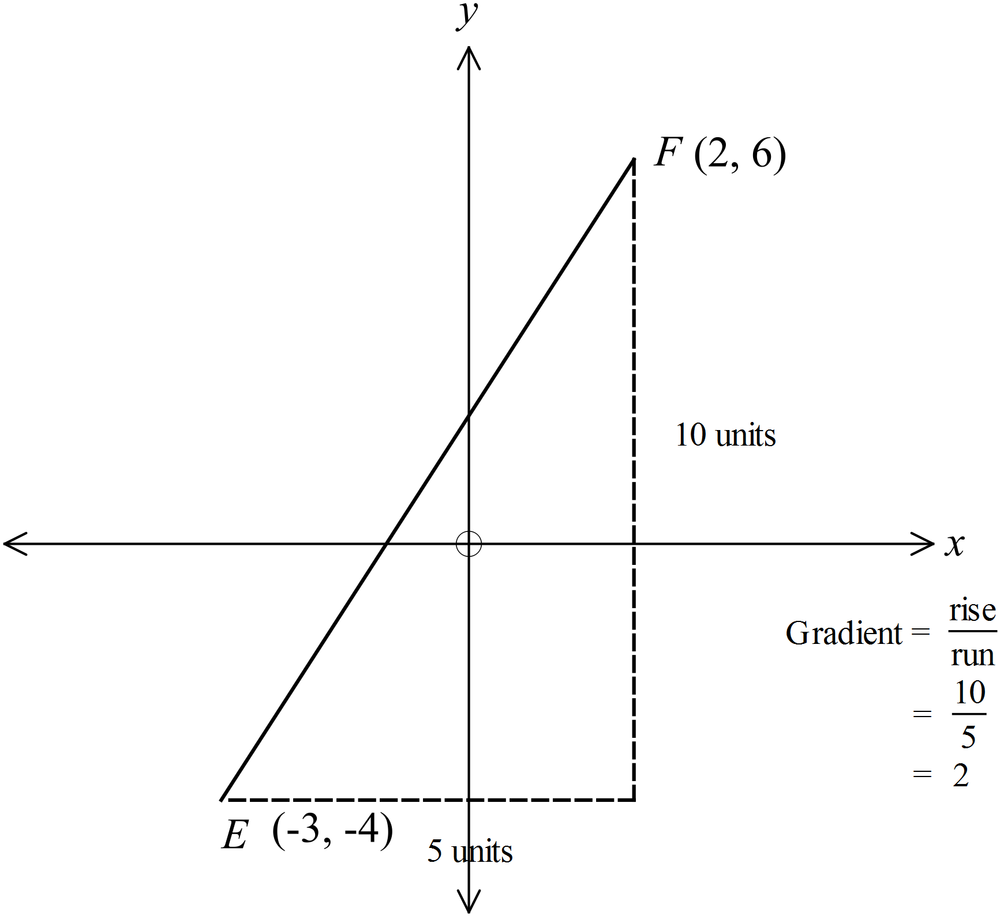 y
F (2, 6)
10 units
x
Gradient = rise/run
= 10/5
= 2
E (-3, -4)
5 units